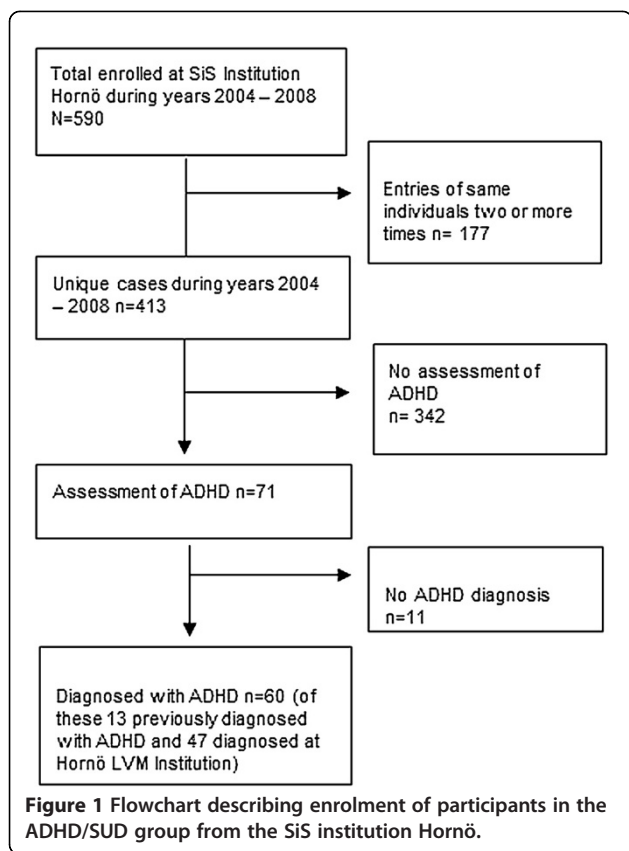 Total enrolled at SiS Institution
Hornö during years 2004 – 2008
N=590
Entries of same
individuals two or more
times n= 177
Unique cases during years 2004
– 2008 n=413
No assessment of
ADHD
n= 342
Assessment of ADHD n=71
No ADHD diagnosis
n=11
Diagnosed with ADHD n=60 (of
these 13 previously diagnosed
with ADHD and 47 diagnosed at
Hornö LVM Institution)
Figure 1 Flowchart describing enrolment of participants in the
ADHD/SUD group from the SiS institution Hornö.